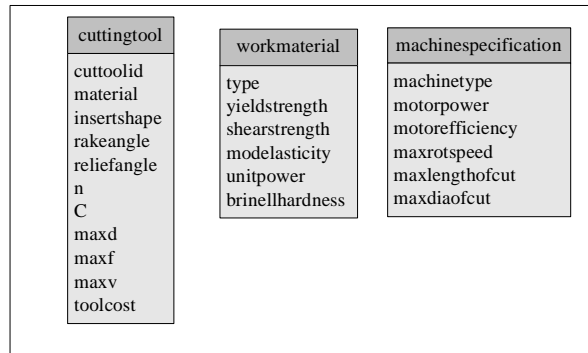 cuttingtool
cuttoolid
material
insertshape
rakeangle
reliefangle
n
C
maxd
maxf
maxv
toolcost
workmaterial
type
yieldstrength
shearstrength
modelasticity
unitpower
brinellhardness
machinespecification
machinetype
motorpower
motorefficiency
maxrotspeed
maxlengthofcut
maxdiaofcut